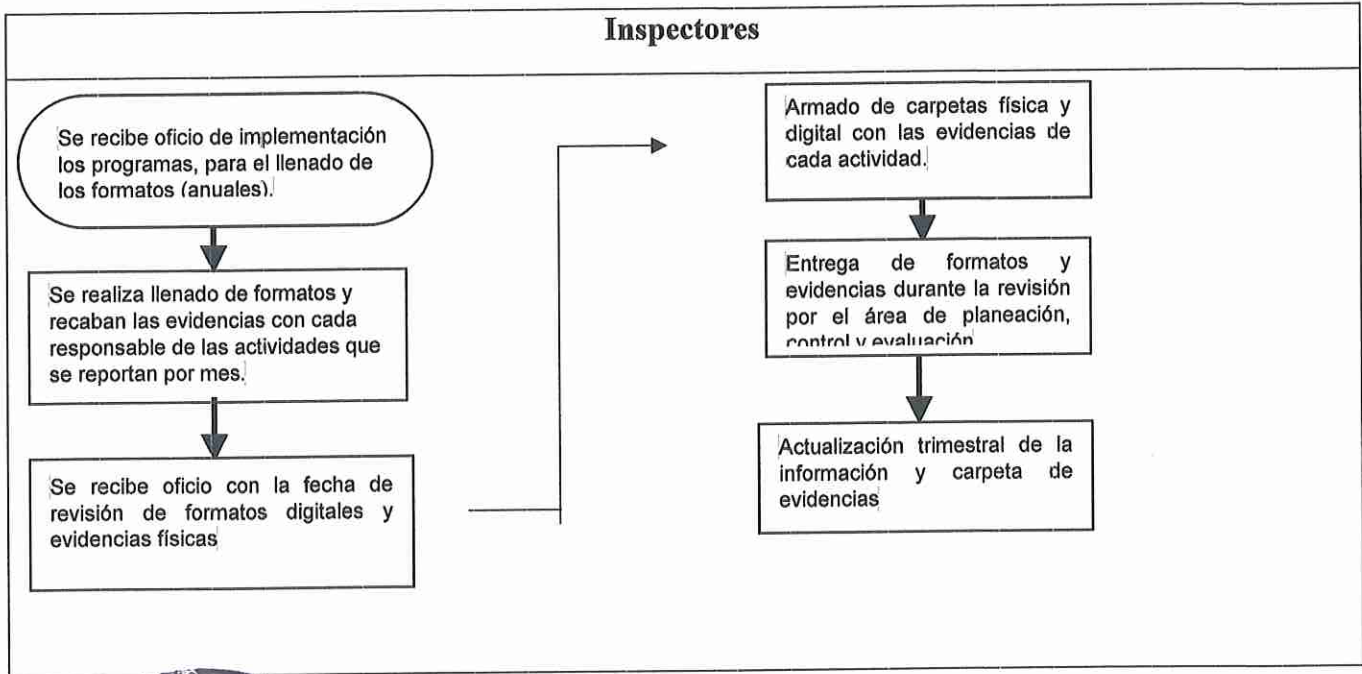 Inspectores
Se recibe oficio de implementación
los programas, para el llenado de
los formatos (anuales).
Se realiza llenado de formatos y
recaban las evidencias con cada
responsable de las actividades que
se reportan por mes.
Se recibe oficio con la fecha de
revisión de formatos digitales y
evidencias físicas
Armado de carpetas física y
digital con las evidencias de
cada actividad.
Entrega de formatos y
evidencias durante la revisión
por el área de planeación,
control y evaluación
Actualización trimestral de la
información y carpeta de
evidencias